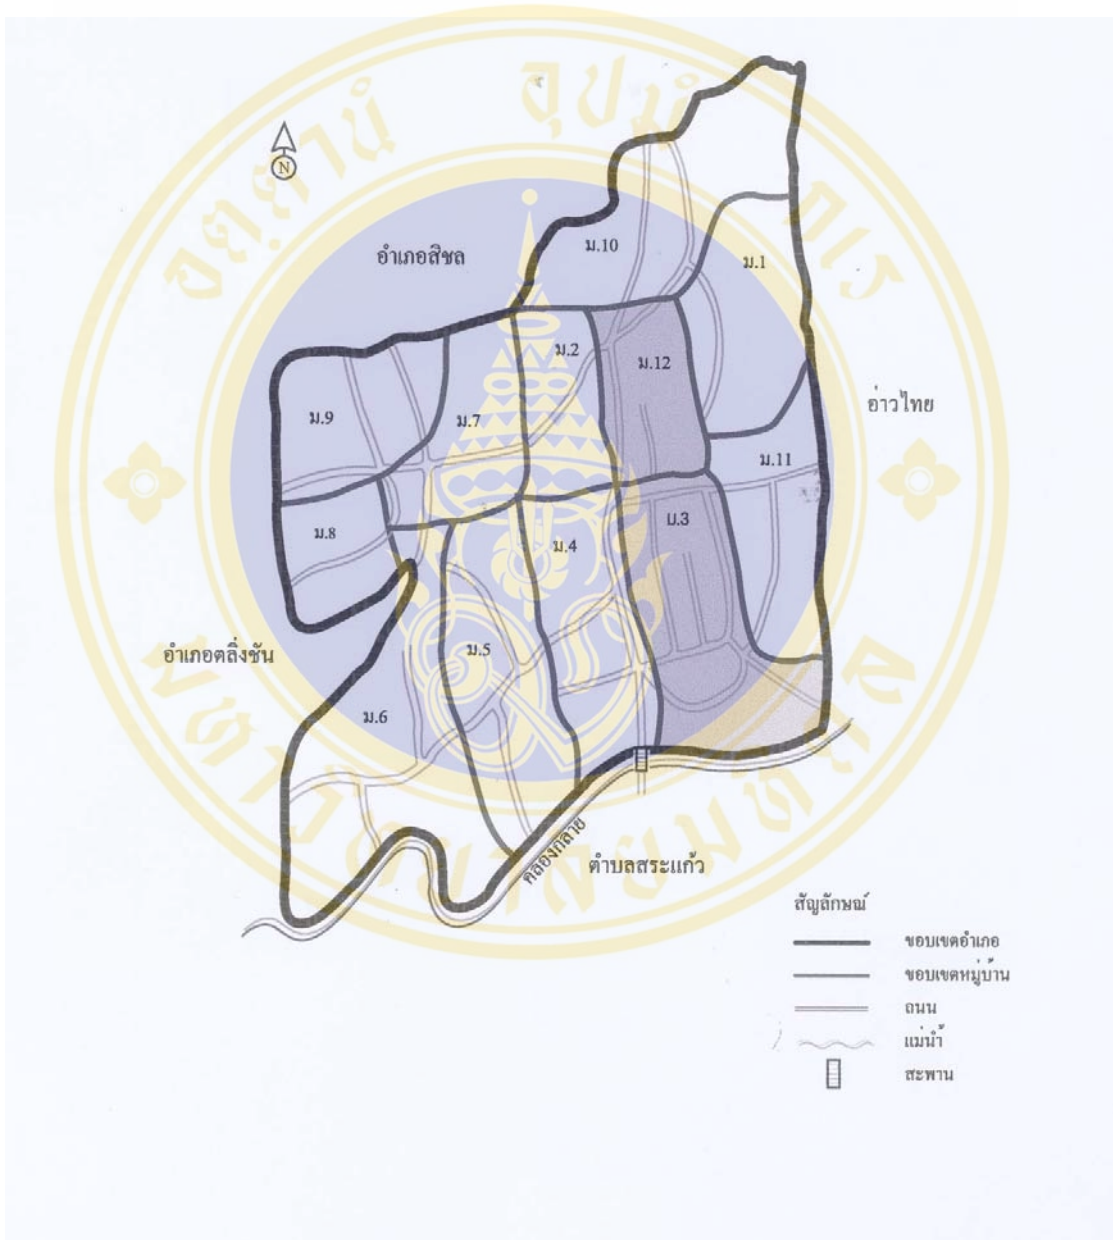 N
อำเภอสิชล
ม.10
ม.1
ม.2
ม.12
อ่าวไทย
ม.9
ม.7
ม.11
ม.8
ม.3
ม.4
อำเภอตลิ่งชัน
ม.5
ม.6
คลองกลาย
ตำบลสระแก้ว
สัญลักษณ์
ขอบเขตอำเภอ
ขอบเขตหมู่บ้าน
ถนน
แม่น้ำ
สะพาน